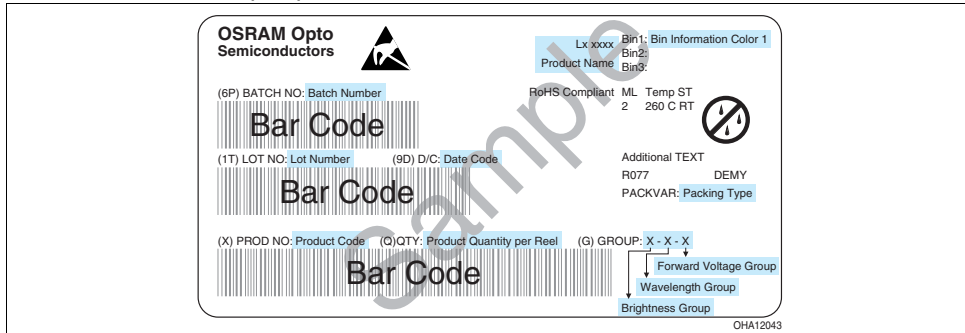 OSRAM Opto
Semiconductors
Lx xxxx
Product Name
Bin1: Bin Information Color 1
Bin2:
Bin3:
(6P) BATCH NO: Batch Number
Bar Code
RoHS Compliant ML Temp ST
2 260 C RT
(1T) LOT NO: Lot Number (9D) D/C: Date Code
Bar Code
Additional TEXT
R077 DEMY
PACKVAR: Packing Type
(X) PROD NO: Product Code (Q)QTY: Product Quantity per Reel (G) GROUP: X - X - X
Bar Code
Forward Voltage Group
Wavelength Group
Brightness Group
Sample
OHA12043